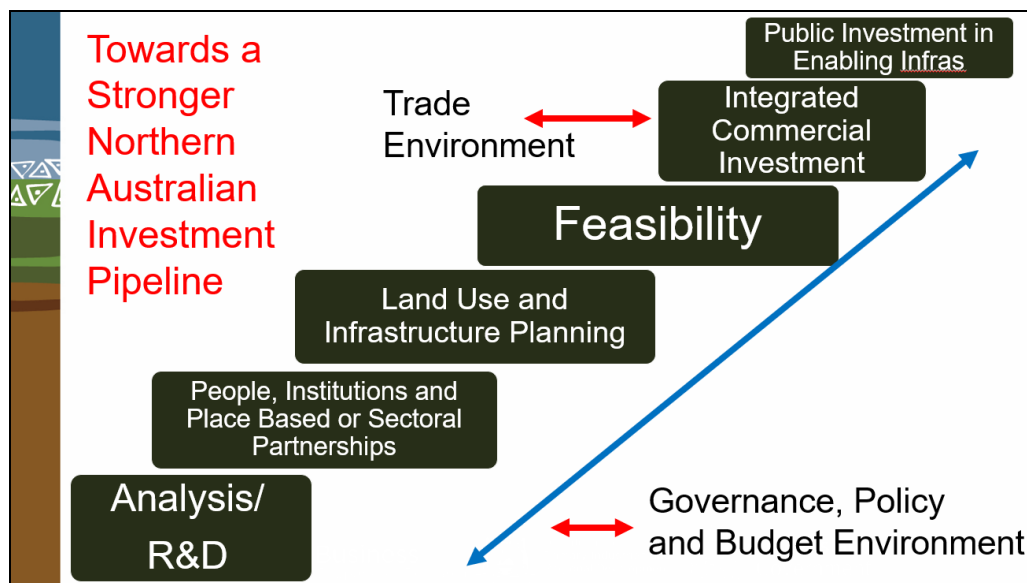 Towards a
Stronger
Northern
Australian
Investment
Pipeline
Public Investment in
Enabling Infras
Trade
Environment
Integrated
Commercial
Investment
Feasibility
Land Use and
Infrastructure Planning
People, Institutions and
Place Based or Sectoral
Partnerships
Analysis/
R&D
Governance, Policy
and Budget Environment